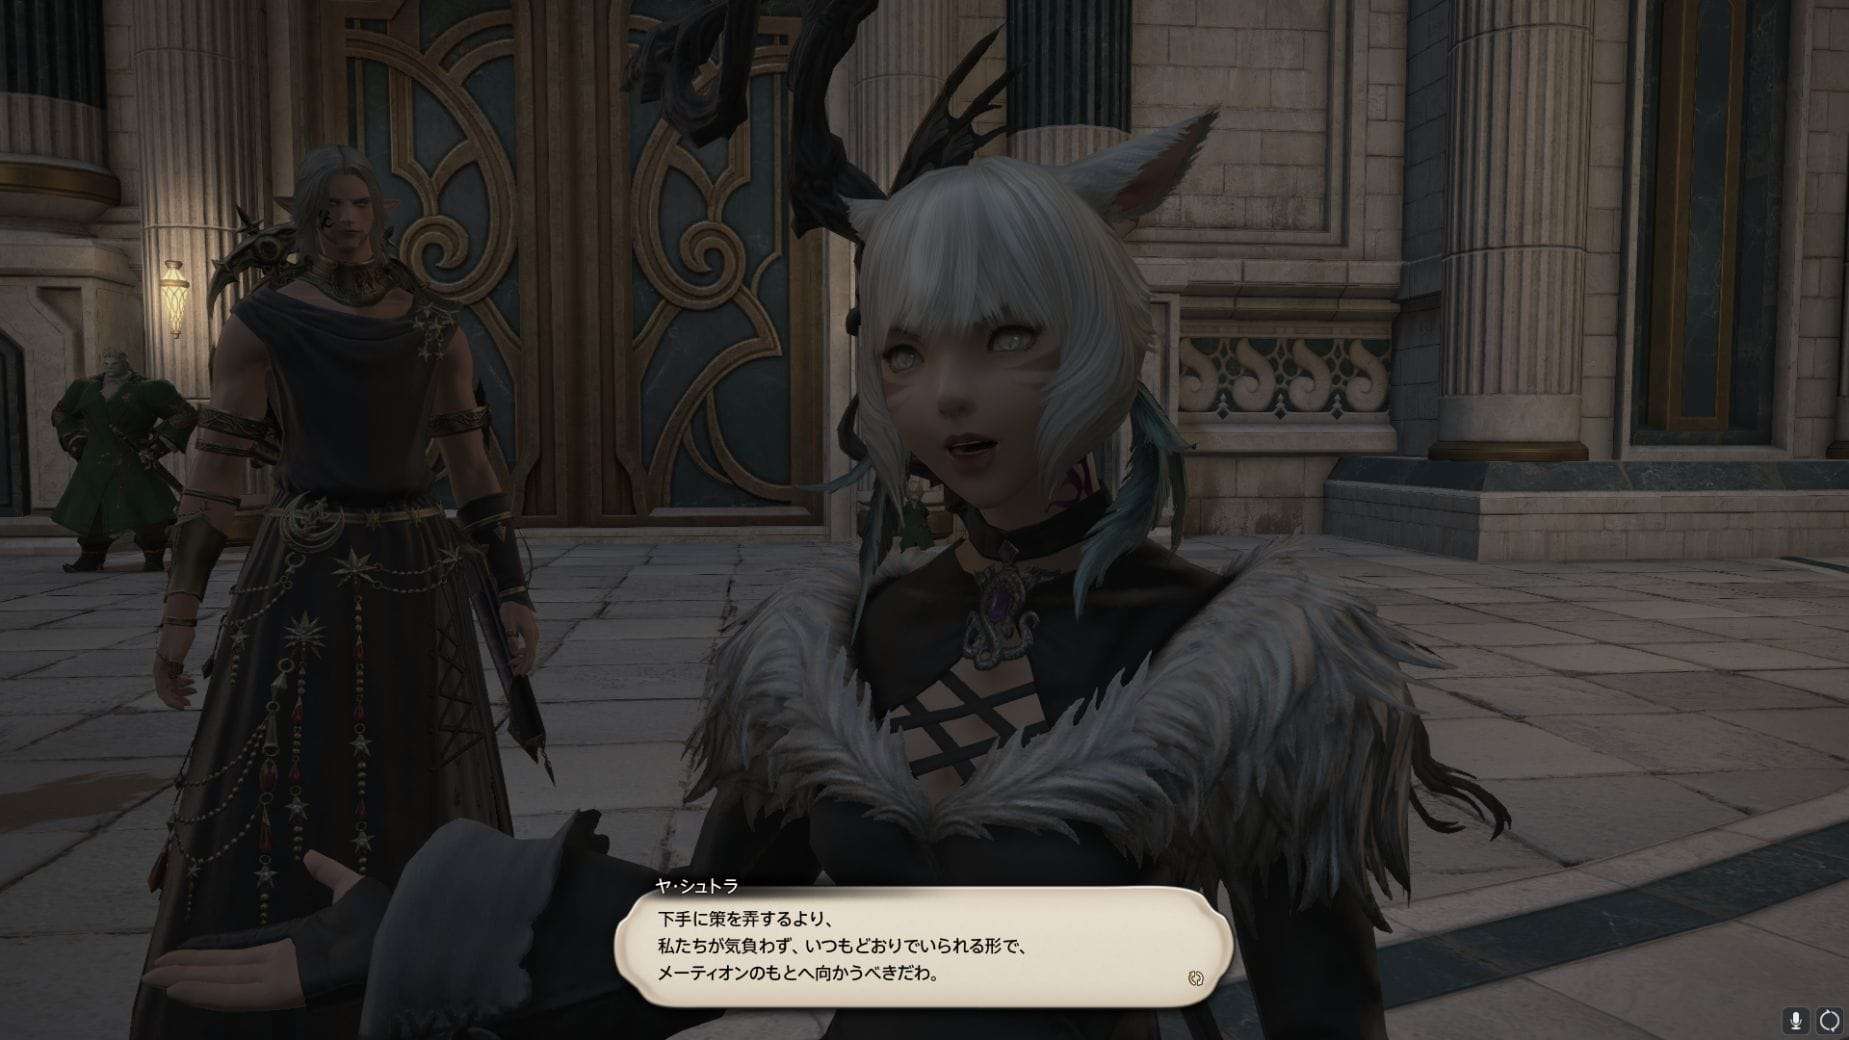 ヤ・シュトラ
下手に策を弄するより、
私たちが気負わず、いつもどおりでいられる形で、
メーティオンのもとへ向かうべきだわ。